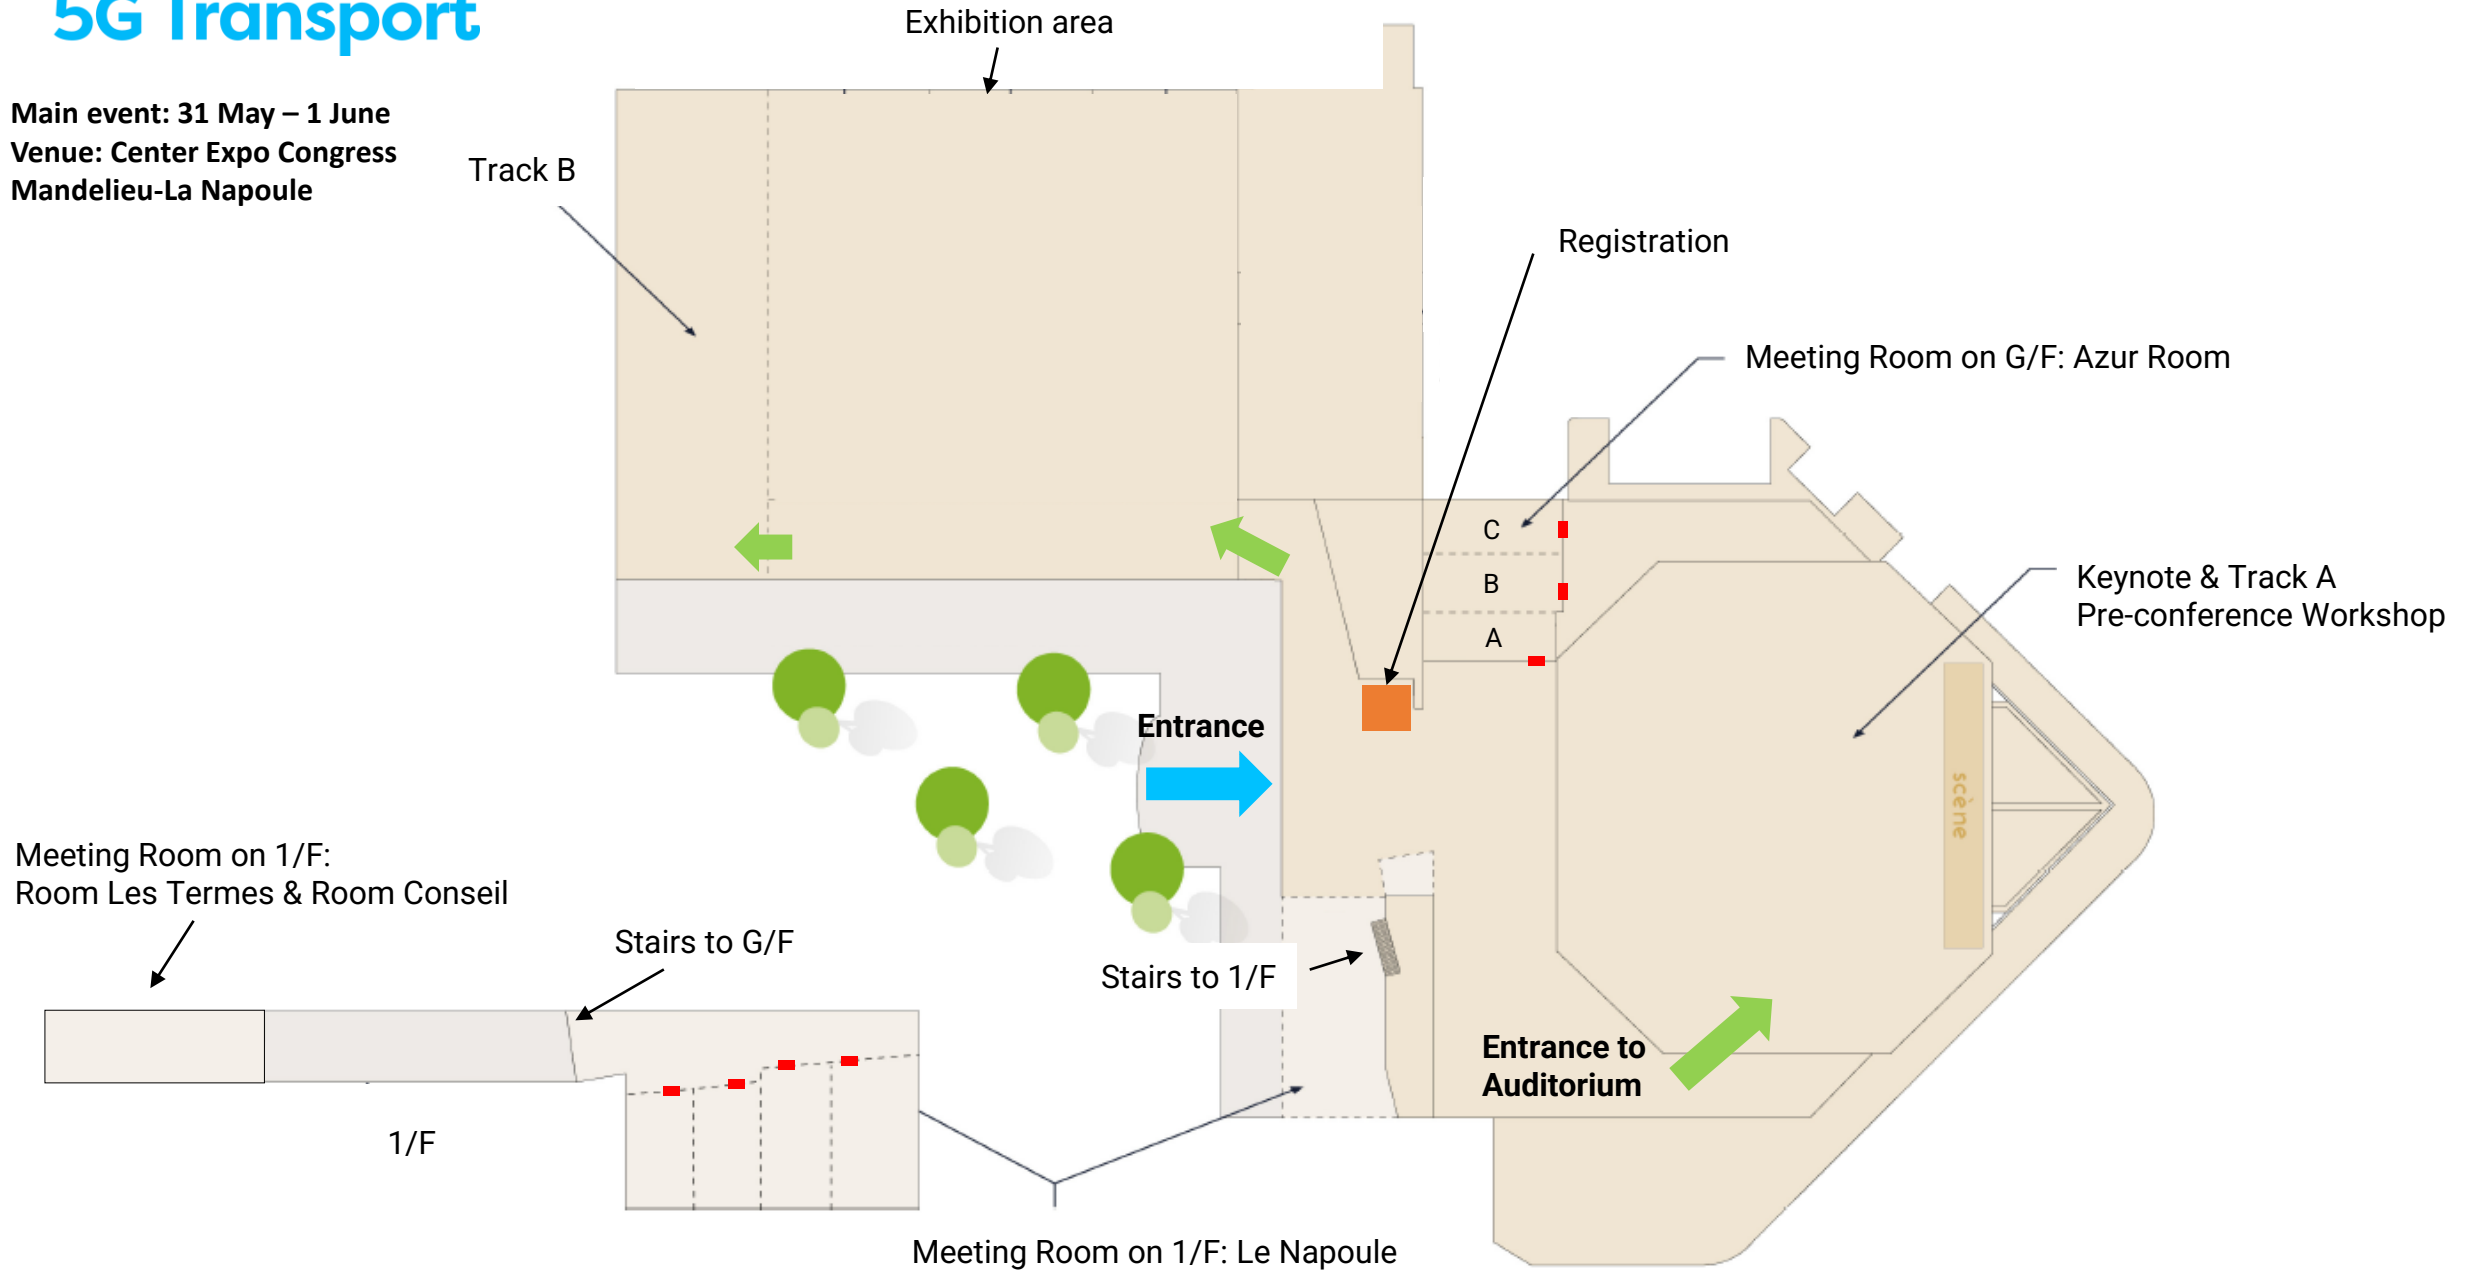 5G Transport
Exhibition area
Main event: 31 May – 1 June
Venue: Center Expo Congress
Mandelieu-La Napoule
Track B
Registration
Meeting Room on G/F: Azur Room
C
B
A
Keynote & Track A
Pre-conference Workshop
Entrance
scène
Meeting Room on 1/F:
Room Les Termes & Room Conseil
Stairs to G/F
Stairs to 1/F
Entrance to
Auditorium
1/F
Meeting Room on 1/F: Le Napoule